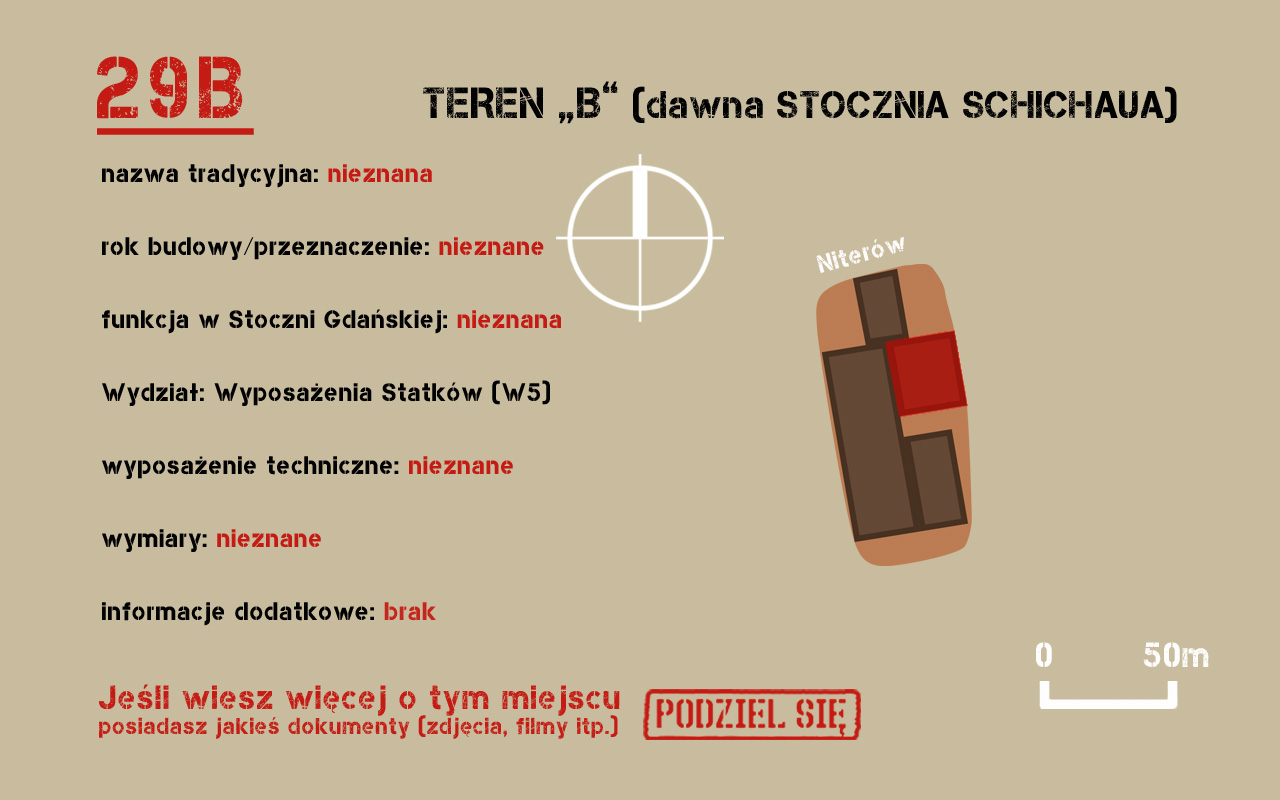 29B
TEREN „B“ (dawna STOCZNIA SCHICHAUA)
nazwa tradycyjna: nieznana
rok budowy/przeznaczenie: nieznane
funkcja w Stoczni Gdańskiej: nieznana
Wydział: Wyposażenia Statków (W5)
wyposażenie techniczne: nieznane
wymiary: nieznane
informacje dodatkowe: brak
Niterów
0 50m
Jeśli wiesz więcej o tym miejscu
posiadasz jakieś dokumenty (zdjęcia, filmy itp.)
PODZIEL SIĘ